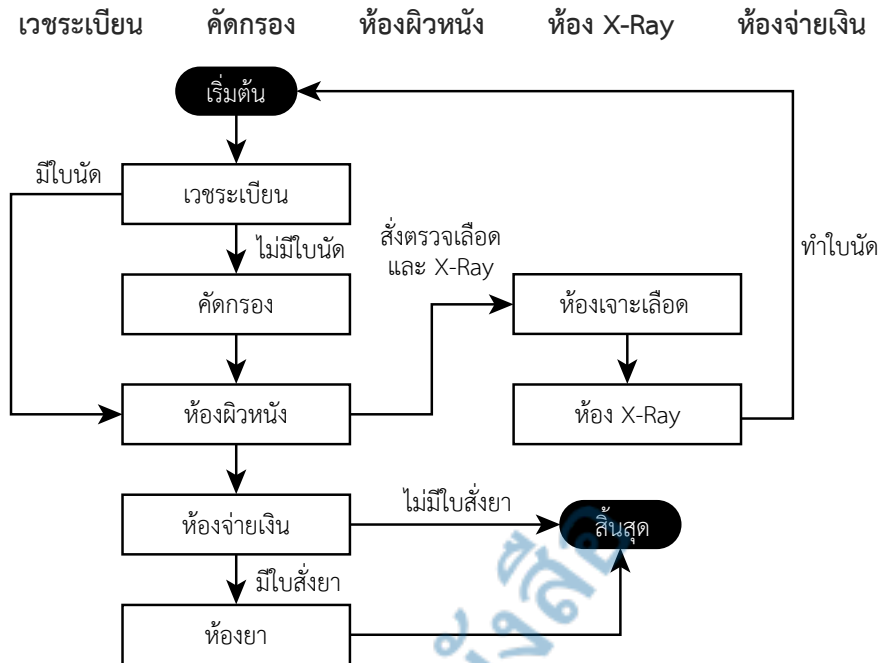 เวชระเบียน คัดกรอง ห้องผิวหนัง ห้อง X-Ray ห้องจ่ายเงิน
เริ่มต้น
มีใบนัด
เวชระเบียน
ไม่มีใบนัด
สั่งตรวจเลือด
และ X-Ray
ทำใบนัด
คัดกรอง
ห้องเจาะเลือด
ห้องผิวหนัง
ห้อง X-Ray
ห้องจ่ายเงิน
ไม่มีใบสั่งยา
สิ้นสุด
มีใบสั่งยา
ห้องยา